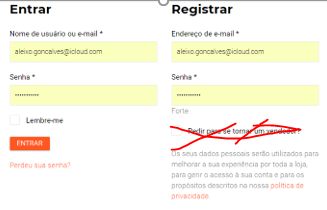 Entrar
Nome de usuário ou e-mail *
aleixo.goncalves@icloud.com
Senha *
••••••••••••
Lembre-me
ENTRAR
Perdeu sua senha?
Registrar
Endereço de e-mail *
aleixo.goncalves@icloud.com
Senha *
••••••••••••
Forte
Pedir para se tornar um vendedor?
Os seus dados pessoais serão utilizados para
melhorar a sua experiência por toda a loja,
para gerir o acesso à sua conta e para os
propósitos descritos na nossa política de
privacidade.